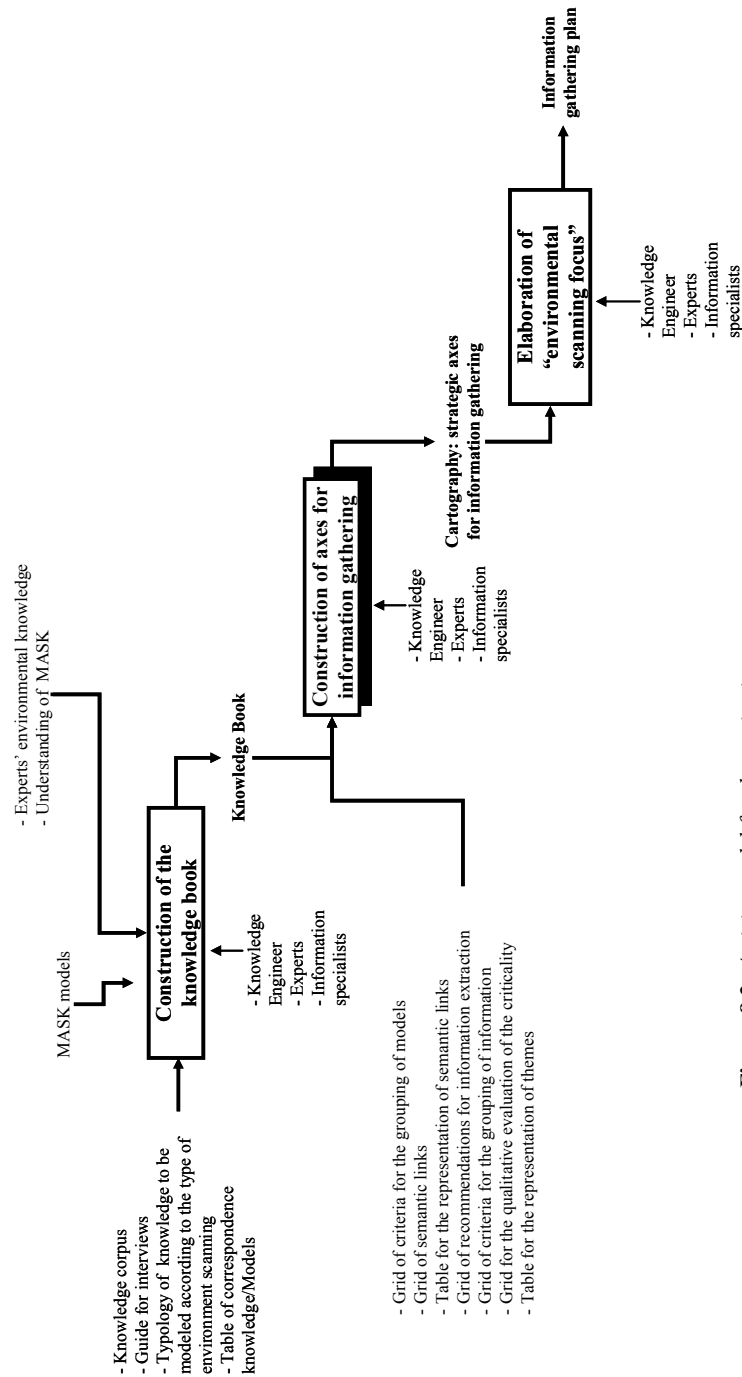 - Experts' environmental knowledge
- Understanding of MASK
MASK models
Construction of the
knowledge book
- Knowledge corpus
- Guide for interviews
- Typology of knowledge to be
modeled according to the type of
environment scanning
- Table of correspondence
knowledge/Models
- Knowledge
Engineer
- Experts
- Information
specialists
Knowledge Book
- Grid of criteria for the grouping of models
- Grid of semantic links
- Table for the representation of semantic links
- Grid of recommendations for information extraction
- Grid of criteria for the grouping of information
- Grid for the qualitative evaluation of the criticality
- Table for the representation of themes
Construction of axes for
information gathering
- Knowledge
Engineer
- Experts
- Information
specialists
Cartography: strategic axes
for information gathering
Elaboration of
“environmental
scanning focus”
- Knowledge
Engineer
- Experts
- Information
specialists
Information
gathering plan